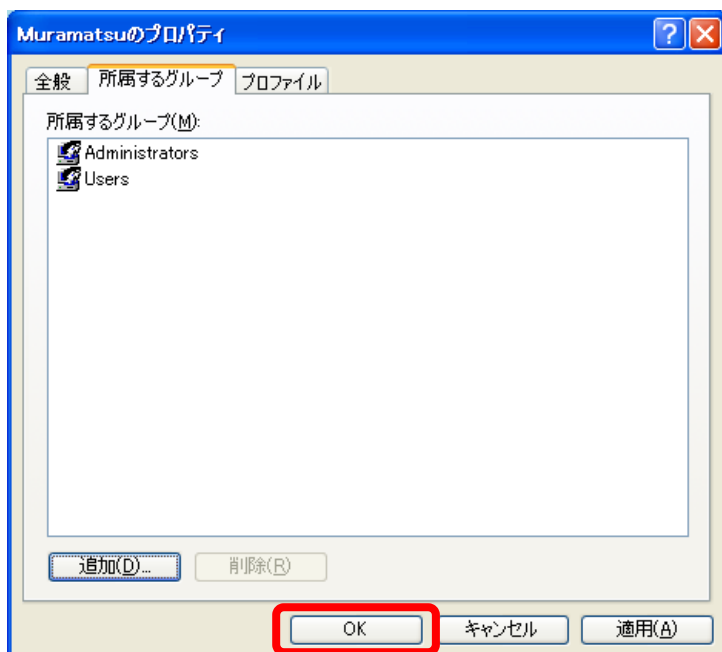 Muramatsuのプロパティ
全般 所属するグループ プロファイル
所属するグループ(M):
Administrators
Users
追加(D)... 削除(R)
OK キャンセル 適用(A)